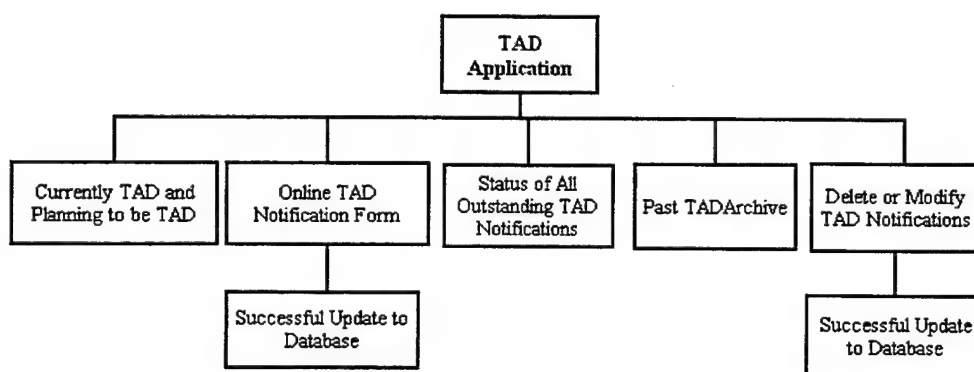 TAD
Application
Currently TAD and
Planning to be TAD
Online TAD
Notification Form
Status of All
Outstanding TAD
Notifications
Past TADArchive
Delete or Modify
TAD Notifications
Successful Update to
Database
Successful Update
to Database